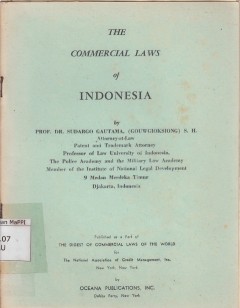 THE
COMMERCIAL LAWS
of
INDONESIA
by
PROF. DR. SUDARGO GAUTAMA, (GOUWGIOKSIONG) S. H.
Attorney-at-Law
Patent and Trademark Attorney
Professor of Law University of Indonesia,
The Police Academy and the Military Law Academy
Member of the Institute of National Legal Development
9 Medan Merdeka Timur
Djakarta, Indonesia
an MaPPI
.07
U
Published as a Part of
THE DIGEST OF COMMERCIAL LAWS OF THE WORLD
for
The National Association of Credit Management, Inc.
New York, New York
by
OCEANA PUBLICATIONS, INC.
Dobbs Ferry, New York